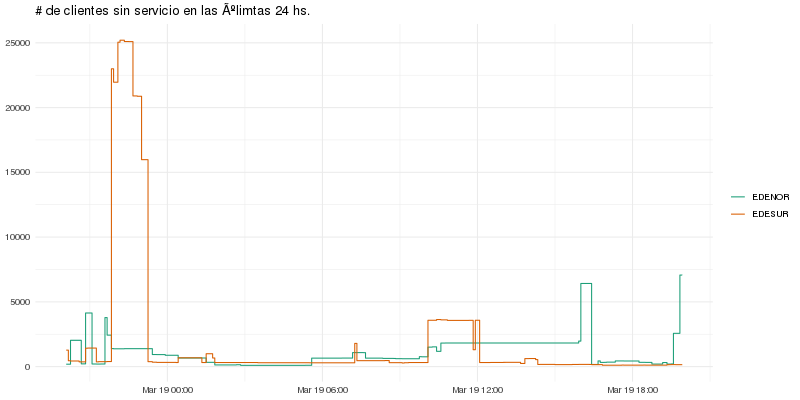 # de clientes sin servicio en las Ãºlimtas 24 hs.
25000
20000
15000
10000
5000
0
Mar 19 00:00
Mar 19 06:00
Mar 19 12:00
Mar 19 18:00
EDENOR
EDESUR